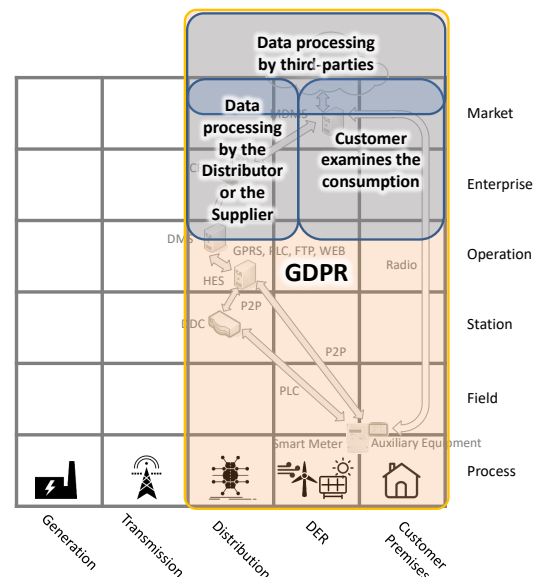 Data processing
by third-parties
Data
processing
by the
Distributor
or the
Supplier
MDMS
Customer
examines the
consumption
Market
Enterprise
DMS
GPRS, PLC, FTP, WEB
Operation
HES
GDPR
Radio
P2P
DDC
Station
P2P
PLC
Field
Smart Meter
Auxiliary Equipment
Process
Generation
Transmission
Distribution
DER
Customer
Premises